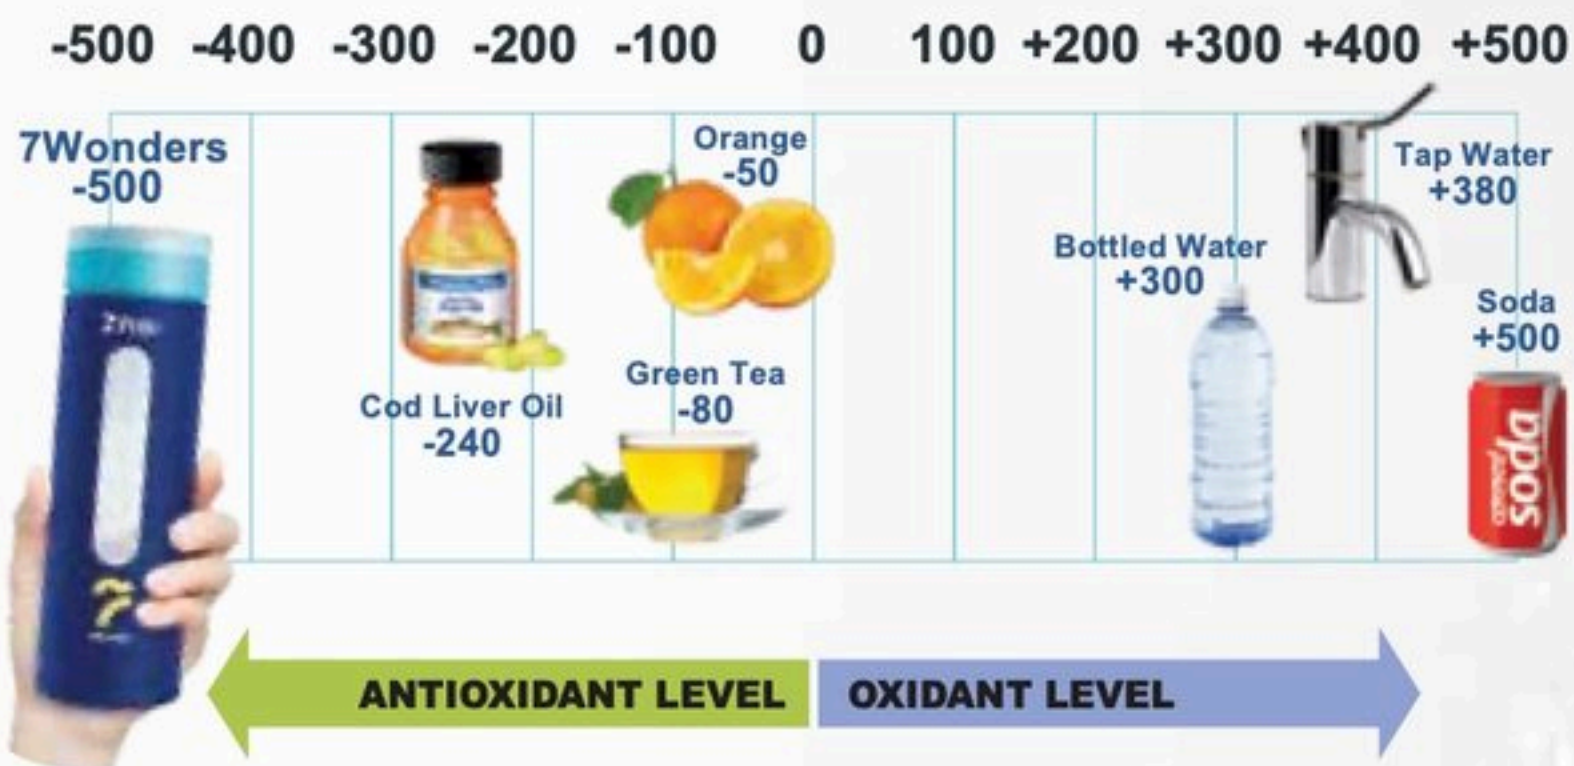 -500 -400 -300 -200 -100 0 100 +200 +300 +400 +500
7Wonders
-500
Orange
-50
Tap Water
+380
Bottled Water
+300
Soda
+500
Cod Liver Oil
-240
Green Tea
-80
soda
7
ANTIOXIDANT LEVEL
OXIDANT LEVEL